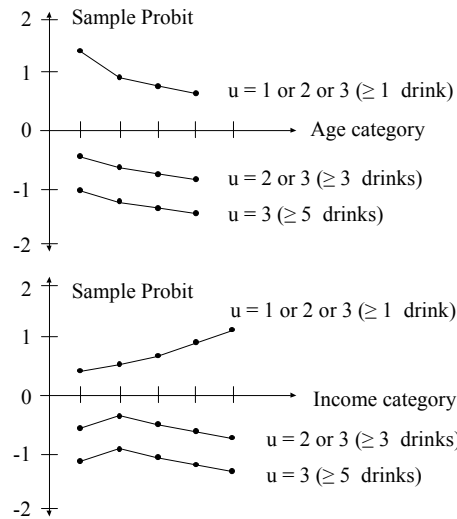 2
Sample Probit
1
u = 1 or 2 or 3 (≥ 1 drink)
0
Age category
u = 2 or 3 (≥ 3 drinks)
-1
u = 3 (≥ 5 drinks)
-2
2
Sample Probit
u = 1 or 2 or 3 (≥ 1 drink)
1
0
Income category
u = 2 or 3 (≥ 3 drinks)
-1
u = 3 (≥ 5 drinks)
-2